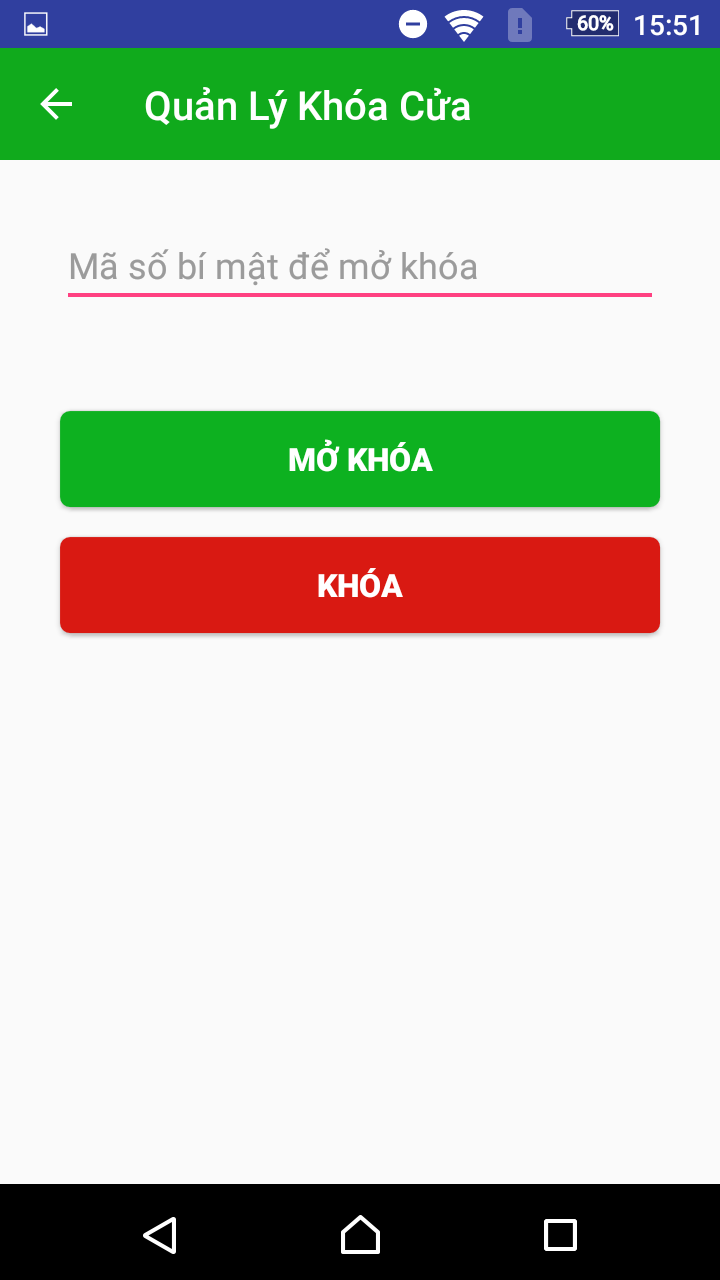 60% 15:51
Quản Lý Khóa Cửa
Mã số bí mật để mở khóa
MỞ KHÓA
KHÓA